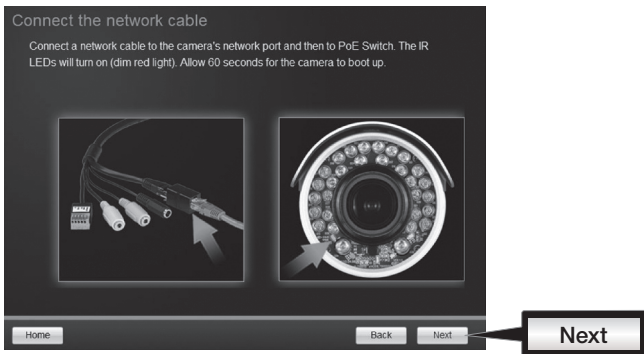 Connect the network cable
Connect a network cable to the camera's network port and then to PoE Switch. The IR
LEDs will turn on (dim red light). Allow 60 seconds for the camera to boot up.
Home
Back
Next
Next